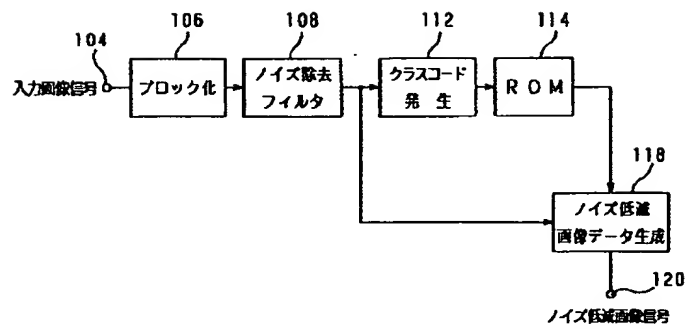 104
106
108
112
114
入力画像信号
ブロック化
ノイズ除去
フィルタ
クラスコード
発 生
ROM
118
ノイズ低減
画像データ生成
120
ノイズ低減画像信号